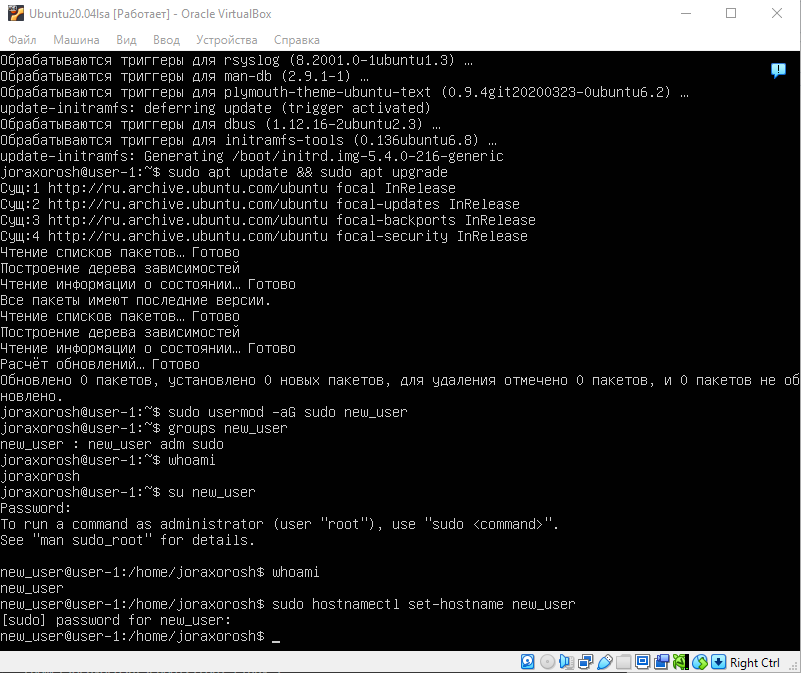 Ubuntu20.04lsa [Работает] - Oracle VirtualBox
Файл Машина Вид Ввод Устройства Справка
Обрабатываются триггеры для rsyslog (8.2001.0-1ubuntu1.3) …
Обрабатываются триггеры для man-db (2.9.1-1) …
Обрабатываются триггеры для plymouth-theme-ubuntu-text (0.9.4git20200323-0ubuntu6.2) …
update-initramfs: deferring update (trigger activated)
Обрабатываются триггеры для dbus (1.12.16-2ubuntu2.3) …
Обрабатываются триггеры для initramfs-tools (0.136ubuntu6.8) …
update-initramfs: Generating /boot/initrd.img-5.4.0-216-generic
joraxorosh@user-1:~$ sudo apt update && sudo apt upgrade
Сущ:1 http://ru.archive.ubuntu.com/ubuntu focal InRelease
Сущ:2 http://ru.archive.ubuntu.com/ubuntu focal-updates InRelease
Сущ:3 http://ru.archive.ubuntu.com/ubuntu focal-backports InRelease
Сущ:4 http://ru.archive.ubuntu.com/ubuntu focal-security InRelease
Чтение списков пакетов… Готово
Построение дерева зависимостей
Чтение информации о состоянии… Готово
Все пакеты имеют последние версии.
Чтение списков пакетов… Готово
Построение дерева зависимостей
Чтение информации о состоянии… Готово
Расчёт обновлений… Готово
Обновлено 0 пакетов, установлено 0 новых пакетов, для удаления отмечено 0 пакетов, и 0 пакетов не об
новлено.
joraxorosh@user-1:~$ sudo usermod -aG sudo new_user
joraxorosh@user-1:~$ groups new_user
new_user : new_user adm sudo
joraxorosh@user-1:~$ whoami
joraxorosh
joraxorosh@user-1:~$ su new_user
Password:
To run a command as administrator (user "root"), use "sudo <command>".
See "man sudo_root" for details.
new_user@user-1:/home/joraxorosh$ whoami
new_user
new_user@user-1:/home/joraxorosh$ sudo hostnamectl set-hostname new_user
[sudo] password for new_user:
new_user@user-1:/home/joraxorosh$ _
Right Ctrl